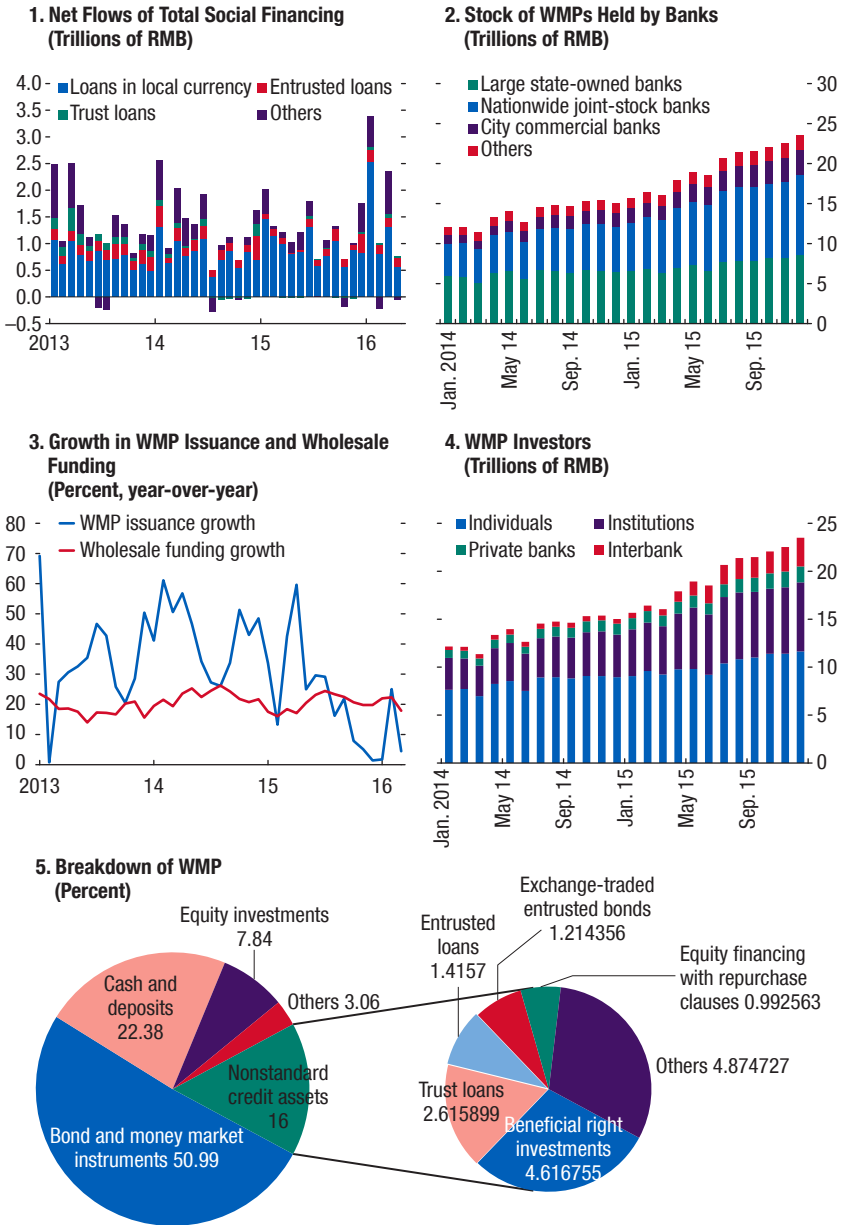 1. Net Flows of Total Social Financing
(Trillions of RMB)
4.0
3.5
3.0
2.5
2.0
1.5
1.0
0.5
0.0
–0.5
Loans in local currency
Entrusted loans
Trust loans
Others
2013
14
15
16
2. Stock of WMPs Held by Banks
(Trillions of RMB)
Large state-owned banks
Nationwide joint-stock banks
City commercial banks
Others
30
25
20
15
10
5
0
Jan. 2014
May 14
Sep. 14
Jan. 15
May 15
Sep. 15
3. Growth in WMP Issuance and Wholesale
Funding
(Percent, year-over-year)
80
70
60
50
40
30
20
10
0
WMP issuance growth
Wholesale funding growth
2013
14
15
16
4. WMP Investors
(Trillions of RMB)
Individuals
Institutions
Private banks
Interbank
25
20
15
10
5
0
Jan. 2014
May 14
Sep. 14
Jan. 15
May 15
Sep. 15
5. Breakdown of WMP
(Percent)
Equity investments
7.84
Cash and
deposits
22.38
Others 3.06
Nonstandard
credit assets
16
Bond and money market
instruments 50.99
Exchange-traded
entrusted bonds
1.214356
Entrusted
loans
1.4157
Equity financing
with repurchase
clauses 0.992563
Others 4.874727
Trust loans
2.615899
Beneficial right
investments
4.616755